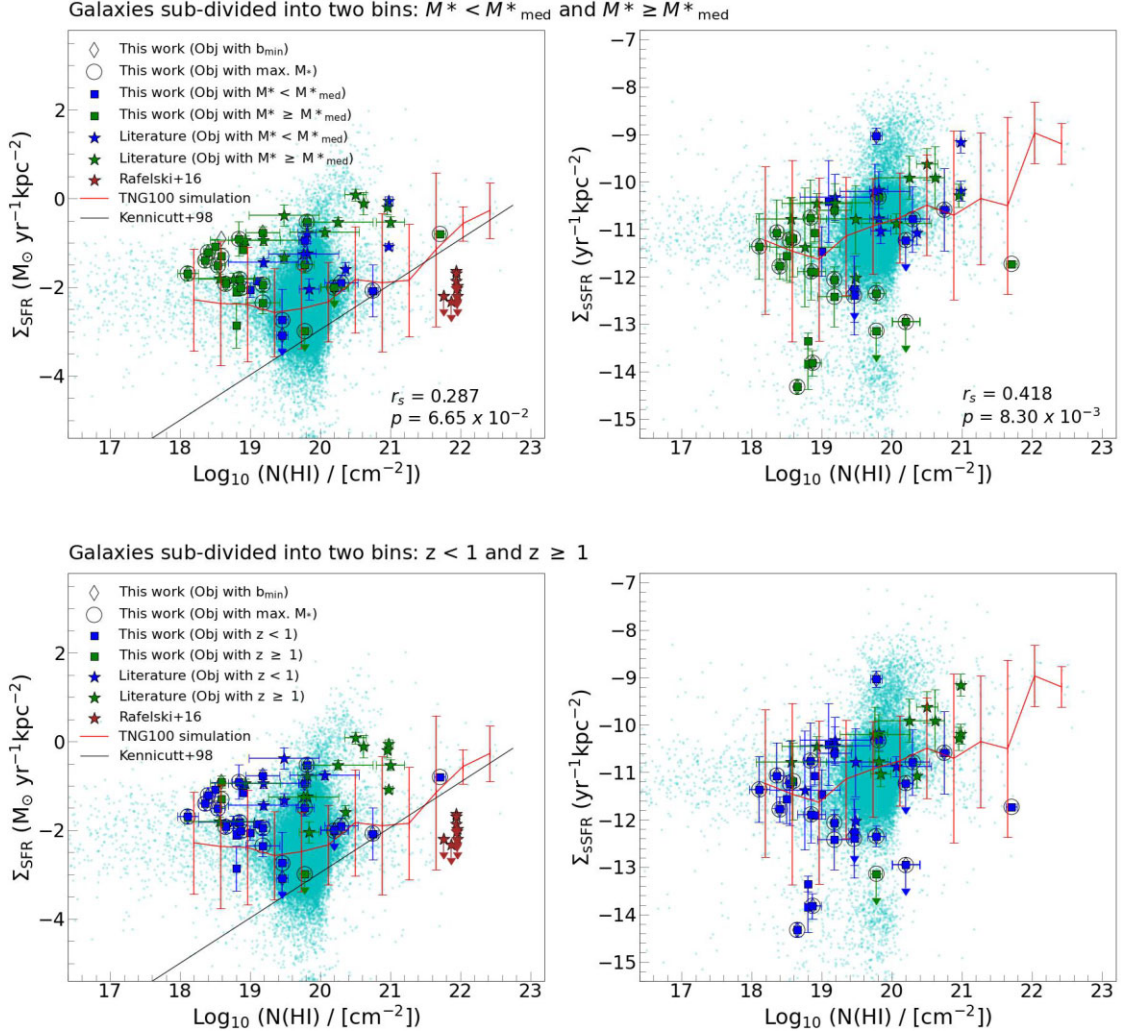 Galaxies sub-divided into two bins: M* < M*med and M* ≥ M*med
This work (Obj with bmin)
This work (Obj with max. M*)
This work (Obj with M* < M*med)
This work (Obj with M* ≥ M*med)
Literature (Obj with M* < M*med)
Literature (Obj with M* ≥ M*med)
Rafelski+16
TNG100 simulation
Kennicutt+98
2
0
−2
−4
ΣSFR (M⊙ yr−1kpc−2)
rs = 0.287
p = 6.65 x 10−2
17 18 19 20 21 22 23
Log10 (N(HI) / [cm−2])
−7
−8
−9
−10
−11
−12
−13
−14
−15
ΣsSFR (yr−1kpc−2)
rs = 0.418
p = 8.30 x 10−3
17 18 19 20 21 22 23
Log10 (N(HI) / [cm−2])
Galaxies sub-divided into two bins: z < 1 and z ≥ 1
This work (Obj with bmin)
This work (Obj with max. M*)
This work (Obj with z < 1)
This work (Obj with z ≥ 1)
Literature (Obj with z < 1)
Literature (Obj with z ≥ 1)
Rafelski+16
TNG100 simulation
Kennicutt+98
2
0
−2
−4
ΣSFR (M⊙ yr−1kpc−2)
17 18 19 20 21 22 23
Log10 (N(HI) / [cm−2])
−7
−8
−9
−10
−11
−12
−13
−14
−15
ΣsSFR (yr−1kpc−2)
17 18 19 20 21 22 23
Log10 (N(HI) / [cm−2])